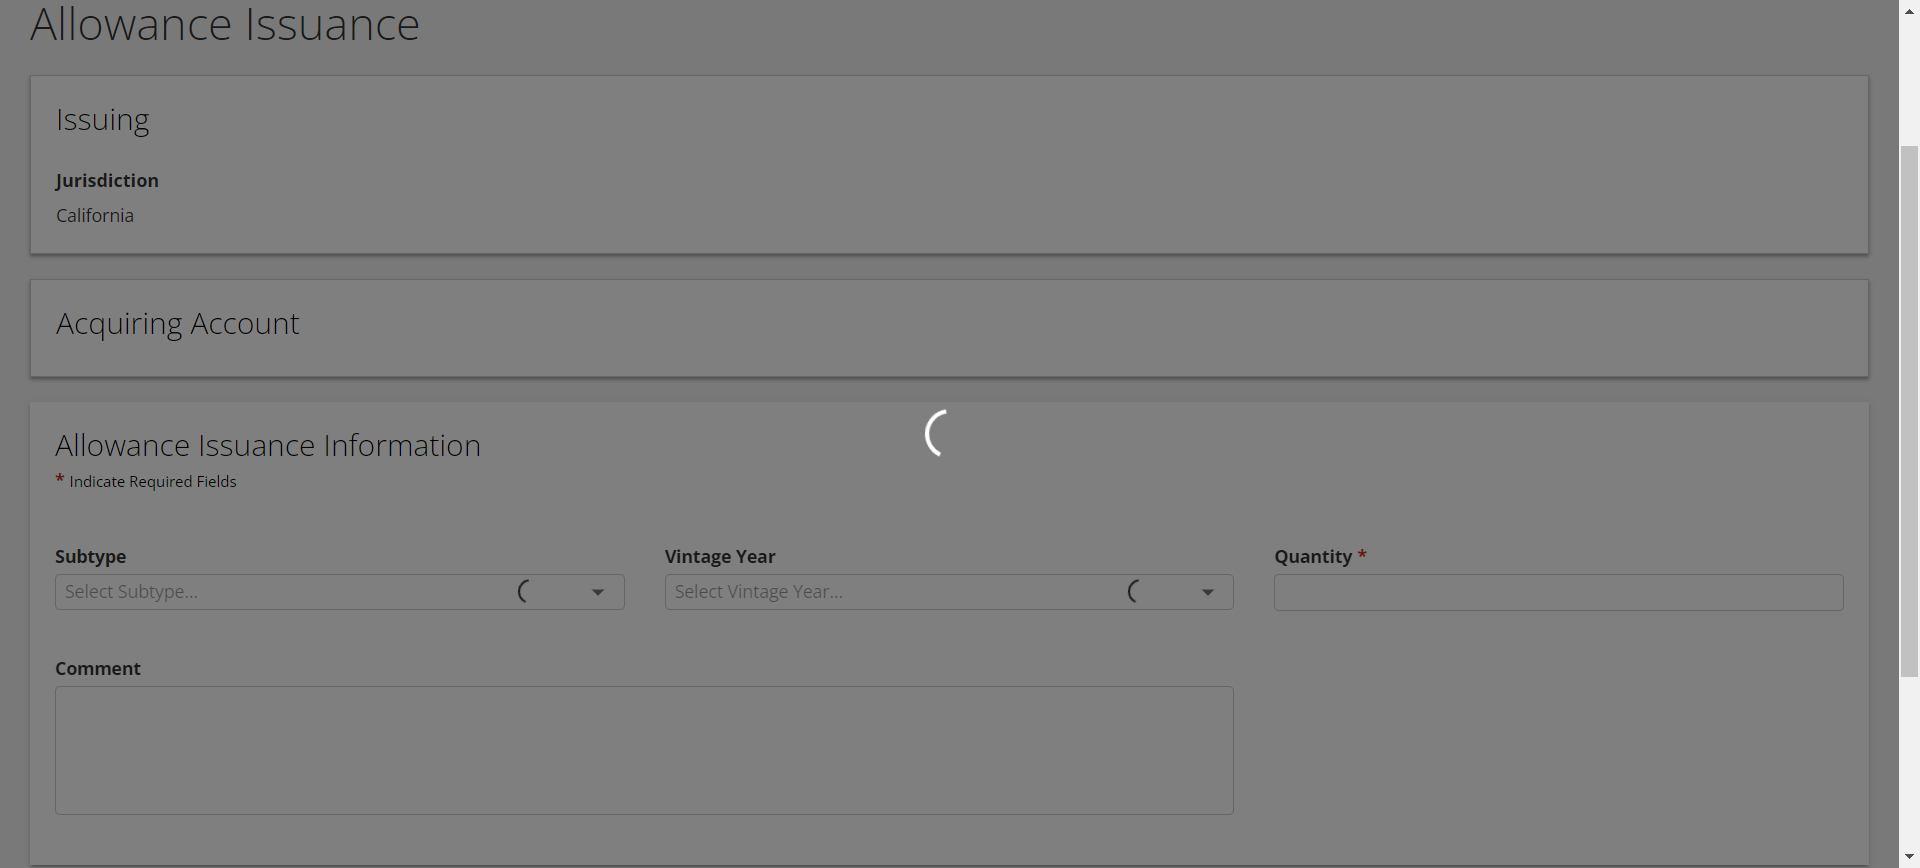 Allowance Issuance
Issuing
Jurisdiction
California
Acquiring Account
Allowance Issuance Information
* Indicate Required Fields
Subtype
Vintage Year
Quantity *
Select Subtype...
Select Vintage Year...
Comment